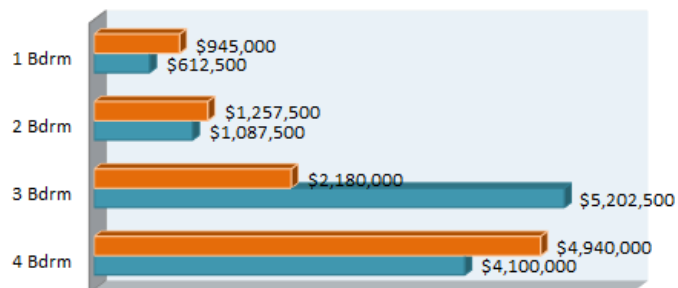 1 Bdrm
$945,000
$612,500
2 Bdrm
$1,257,500
$1,087,500
3 Bdrm
$2,180,000
$5,202,500
4 Bdrm
$4,940,000
$4,100,000